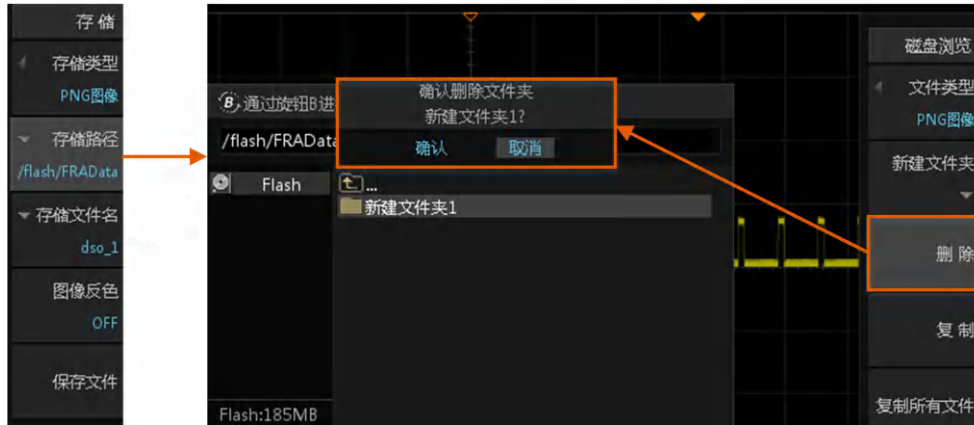 存储
存储类型
PNG图像
存储路径
/flash/FRAData
存储文件名
dso_1
图像反色
OFF
保存文件
B 通过旋钮B进
/flash/FRAData
Flash
...
新建文件夹1
Flash:185MB
确认删除文件夹
新建文件夹1?
确认 取消
磁盘浏览
文件类型
PNG图像
新建文件夹
删除
复制
复制所有文件